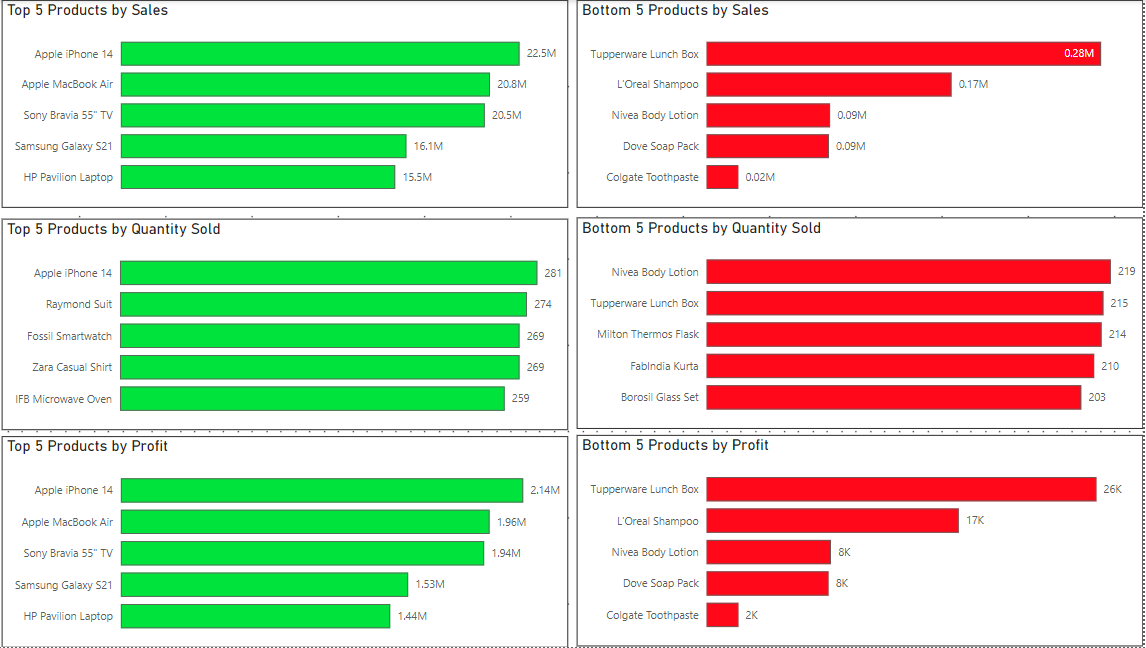 Top 5 Products by Sales
Apple iPhone 14 22.5M
Apple MacBook Air 20.8M
Sony Bravia 55" TV 20.5M
Samsung Galaxy S21 16.1M
HP Pavilion Laptop 15.5M
Bottom 5 Products by Sales
Tupperware Lunch Box 0.28M
L'Oreal Shampoo 0.17M
Nivea Body Lotion 0.09M
Dove Soap Pack 0.09M
Colgate Toothpaste 0.02M
Top 5 Products by Quantity Sold
Apple iPhone 14 281
Raymond Suit 274
Fossil Smartwatch 269
Zara Casual Shirt 269
IFB Microwave Oven 259
Bottom 5 Products by Quantity Sold
Nivea Body Lotion 219
Tupperware Lunch Box 215
Milton Thermos Flask 214
FabIndia Kurta 210
Borosil Glass Set 203
Top 5 Products by Profit
Apple iPhone 14 2.14M
Apple MacBook Air 1.96M
Sony Bravia 55" TV 1.94M
Samsung Galaxy S21 1.53M
HP Pavilion Laptop 1.44M
Bottom 5 Products by Profit
Tupperware Lunch Box 26K
L'Oreal Shampoo 17K
Nivea Body Lotion 8K
Dove Soap Pack 8K
Colgate Toothpaste 2K